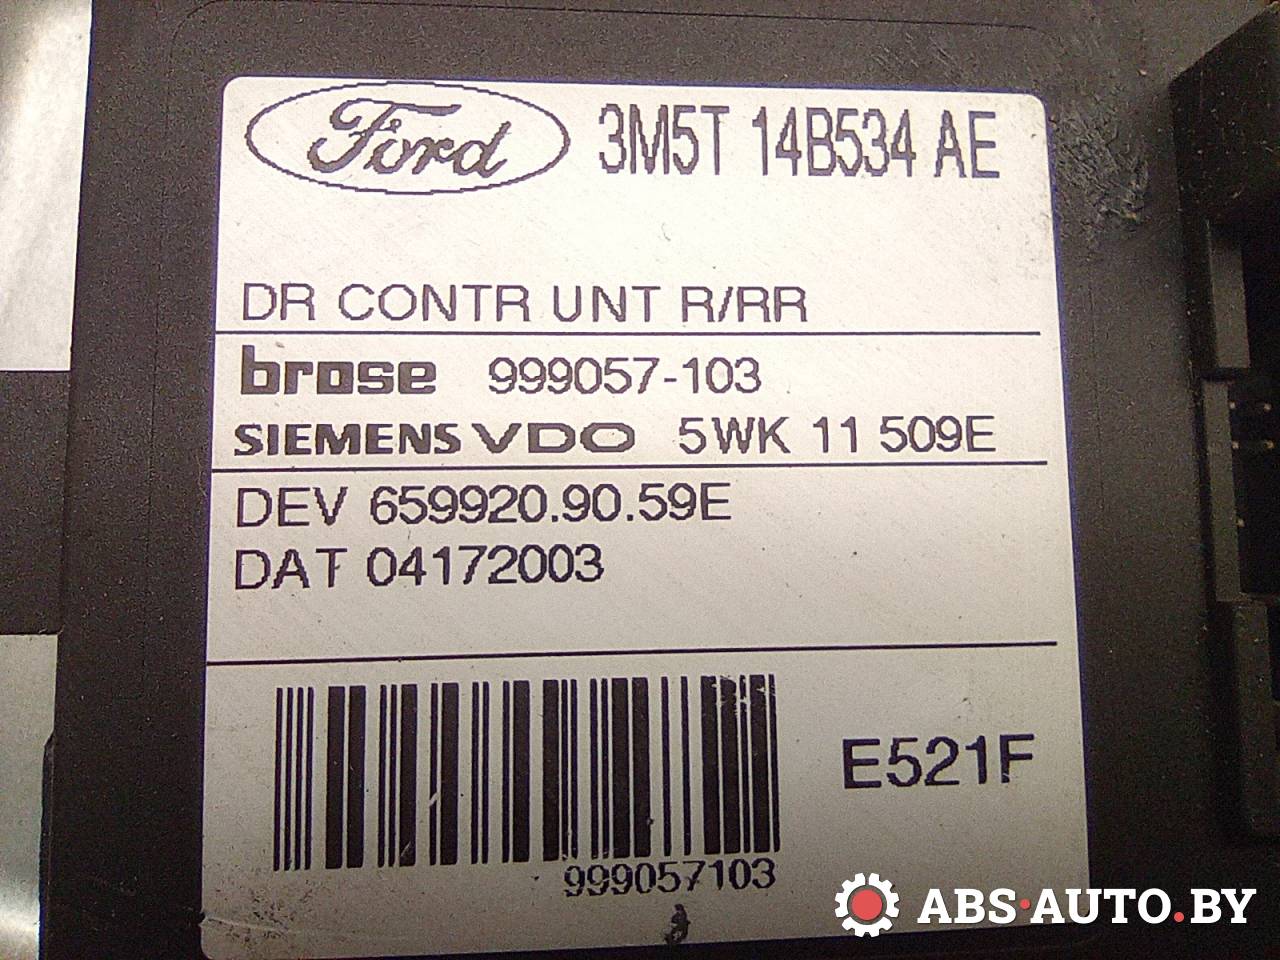 Ford 3M5T 14B534 AE
DR CONTR UNT R/RR
brose 999057-103
SIEMENS VDO 5WK 11 509E
DEV 659920.90.59E
DAT 04172003
E521F
999057103
ABS-AUTO.BY